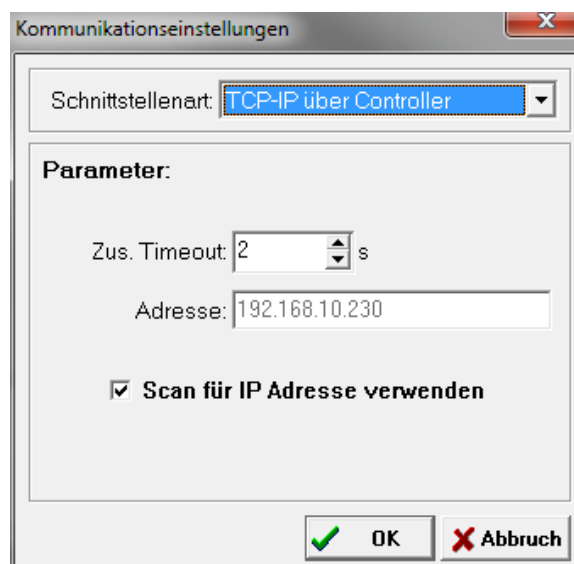 Kommunikationseinstellungen
Schnittstellenart: TCP-IP über Controller
Parameter:
Zus. Timeout: 2 s
Adresse: 192.168.10.230
Scan für IP Adresse verwenden
OK Abbruch